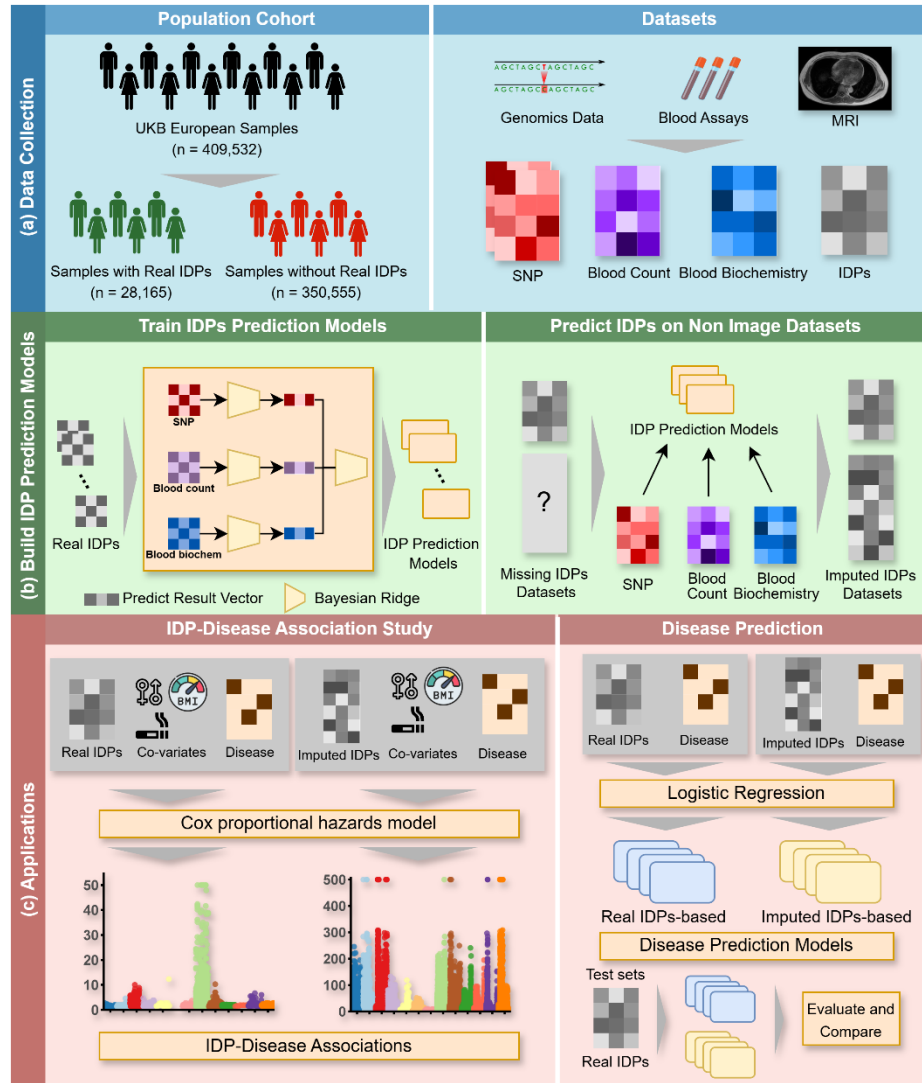 (a) Data Collection
Population Cohort
UKB European Samples
(n = 409,532)
Samples with Real IDPs
(n = 28,165)
Samples without Real IDPs
(n = 350,555)
Datasets
AGCTAGCTAGCTAGC
AGCTAGCCAGCTAGC
Genomics Data
Blood Assays
MRI
SNP
Blood Count
Blood Biochemistry
IDPs
(b) Build IDP Prediction Models
Train IDPs Prediction Models
Real IDPs
SNP
Blood count
Blood biochem
IDP Prediction
Models
Predict Result Vector
Bayesian Ridge
Predict IDPs on Non Image Datasets
IDP Prediction Models
?
Missing IDPs
Datasets
SNP
Blood
Count
Blood
Biochemistry
Imputed IDPs
Datasets
(c) Applications
IDP-Disease Association Study
BMI
Real IDPs
Co-variates
Disease
BMI
Imputed IDPs
Co-variates
Disease
Cox proportional hazards model
50
40
30
20
10
0
500
400
300
200
100
0
IDP-Disease Associations
Disease Prediction
Real IDPs
Disease
Imputed IDPs
Disease
Logistic Regression
Real IDPs-based
Imputed IDPs-based
Disease Prediction Models
Test sets
Real IDPs
Evaluate and
Compare